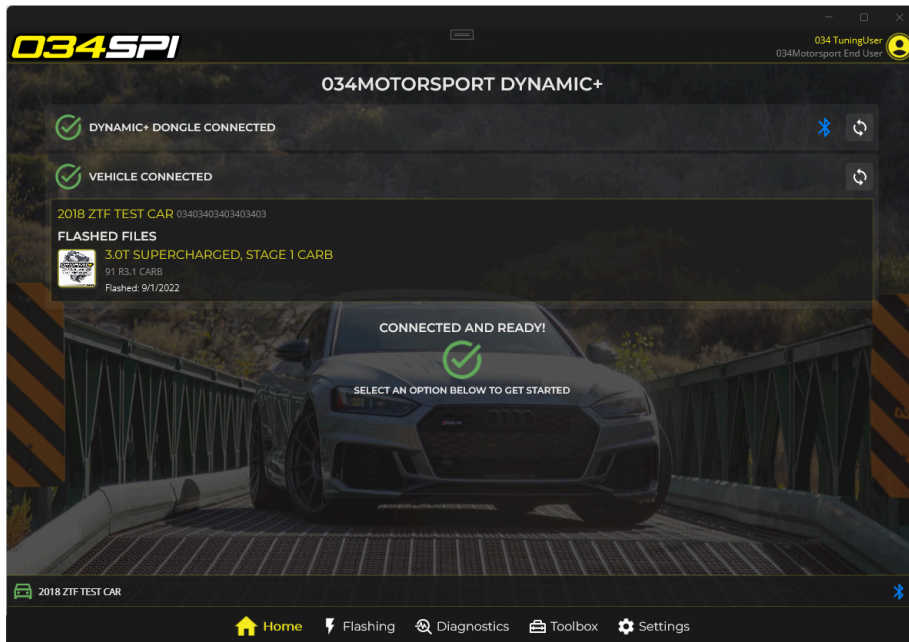 034SPI
034 TuningUser
034Motorsport End User
034MOTORSPORT DYNAMIC+
DYNAMIC+ DONGLE CONNECTED
VEHICLE CONNECTED
2018 ZTF TEST CAR 03403403403403403
FLASHED FILES
3.0T SUPERCHARGED, STAGE 1 CARB
91 R3.1 CARB
Flashed: 9/1/2022
CONNECTED AND READY!
SELECT AN OPTION BELOW TO GET STARTED
2018 ZTF TEST CAR
Home Flashing Diagnostics Toolbox Settings